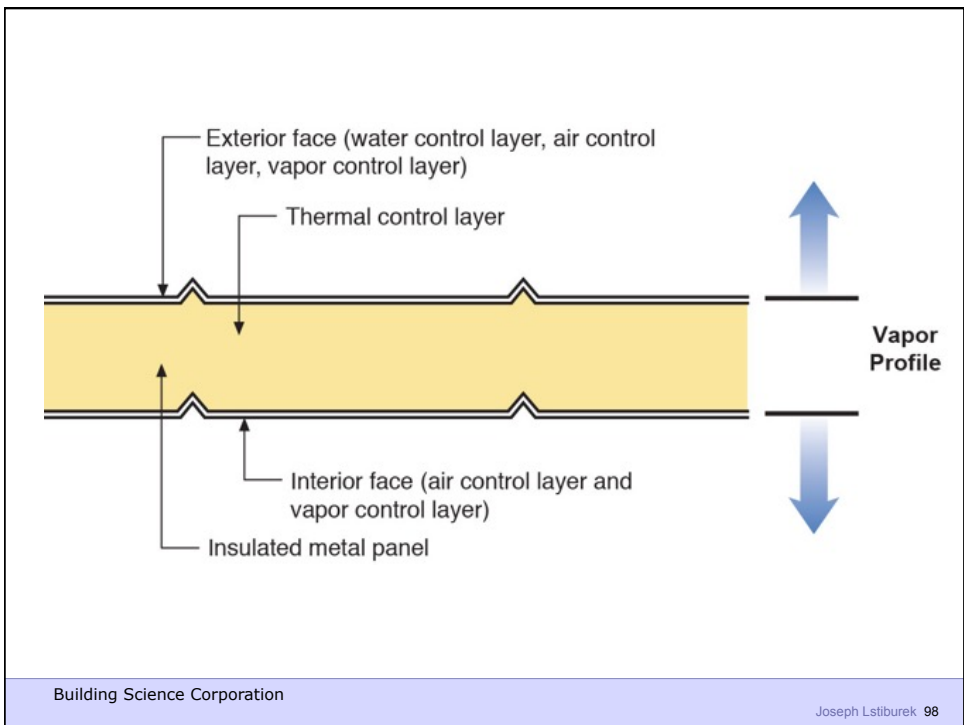 Exterior face (water control layer, air control
layer, vapor control layer)
Thermal control layer
Vapor
Profile
Interior face (air control layer and
vapor control layer)
Insulated metal panel
Building Science Corporation
Joseph Lstiburek 98